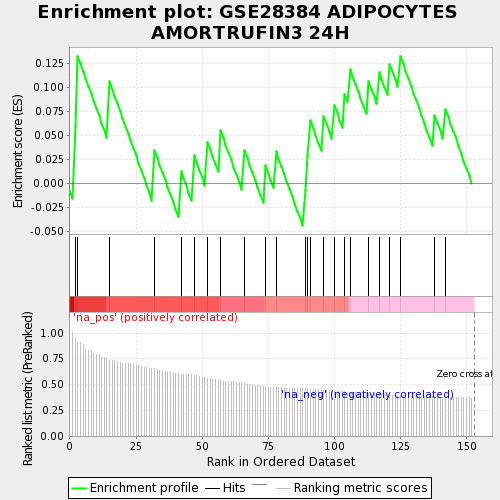 Enrichment plot: GSE28384 ADIPOCYTES
AMORTRUFIN3 24H
Enrichment score (ES)
0.125
0.100
0.075
0.050
0.025
0.000
-0.025
-0.050
'na_pos' (positively correlated)
Ranked list metric (PreRanked)
1.00
0.75
0.50
0.25
0.00
Zero cross at
'na_neg' (negatively correlated)
0 25 50 75 100 125 150
Rank in Ordered Dataset
Enrichment profile Hits Ranking metric scores